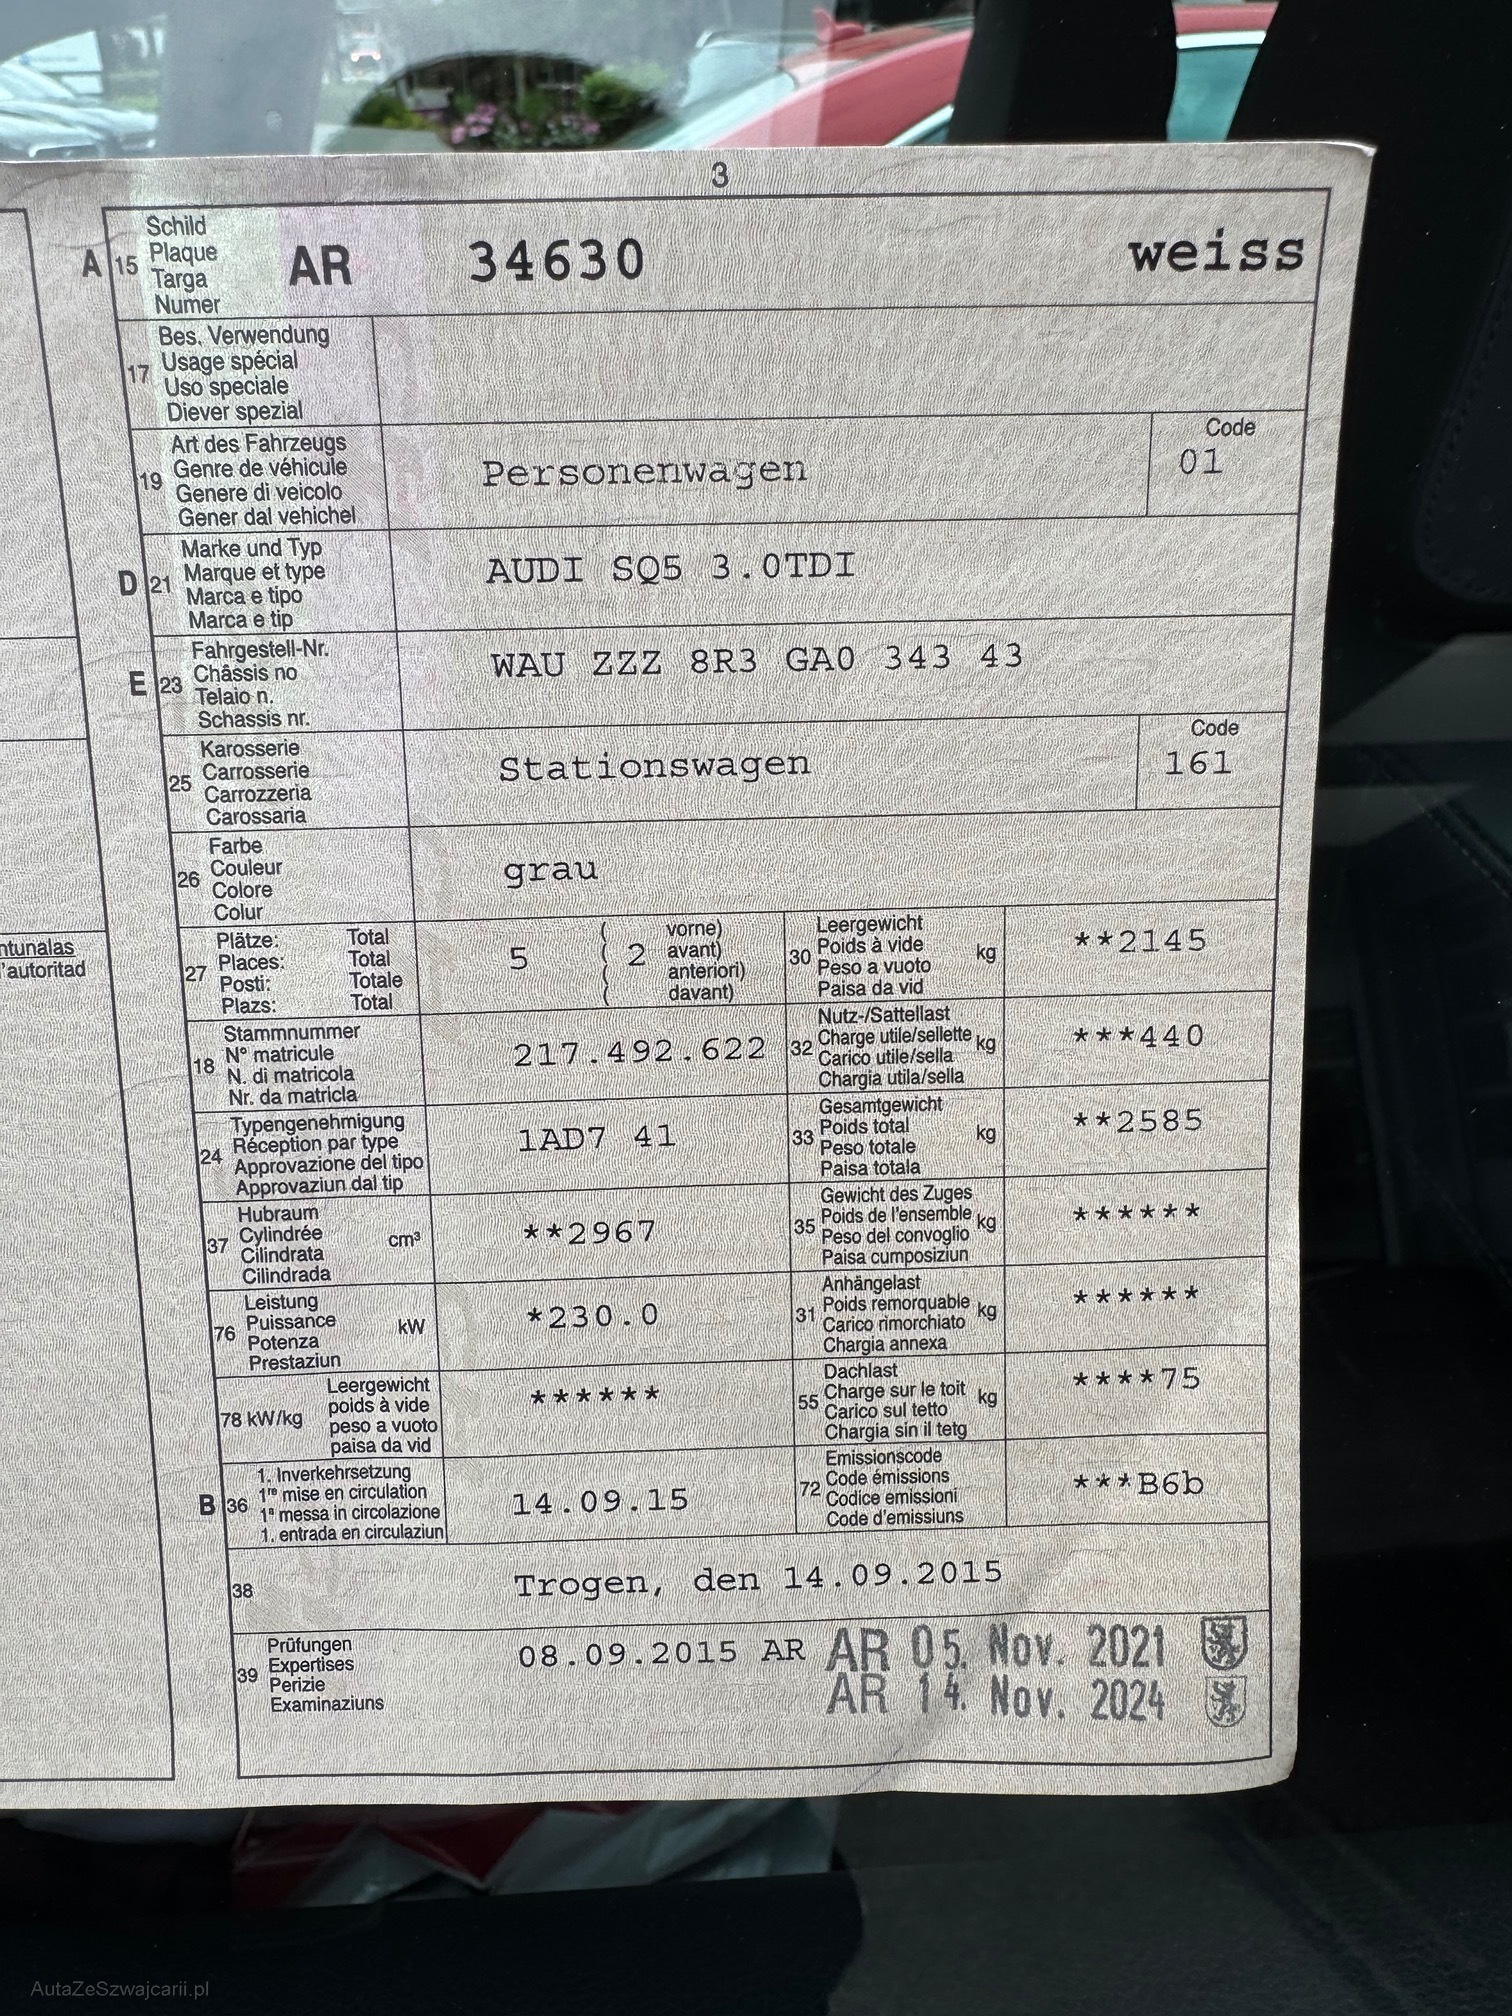 3
A 15 Schild Plaque Targa Numer AR 34630 weiss
17 Bes. Verwendung
Usage spécial
Uso speciale
Diever spezial
19 Art des Fahrzeugs
Genre de véhicule
Genere di veicolo
Gener dal vehichel
Personenwagen
Code
01
D 21 Marke und Typ
Marque et type
Marca e tipo
Marca e tip
AUDI SQ5 3.0TDI
E 23 Fahrgestell-Nr.
Châssis no
Telaio n.
Schassis nr.
WAU ZZZ 8R3 GA0 343 43
25 Karosserie
Carrosserie
Carrozzeria
Carossaria
Stationswagen
Code
161
26 Farbe
Couleur
Colore
Colur
grau
ntunalas
l'autoritad
27 Plätze: Total
Places: Total
Posti: Totale
Plazs: Total
5 ( 2 vorne)
( avant)
( anteriori)
( davant)
30 Leergewicht
Poids à vide kg
Peso a vuoto
Paisa da vid
**2145
18 Stammnummer
N° matricule
N. di matricola
Nr. da matricla
217.492.622
32 Nutz-/Sattellast
Charge utile/sellette kg
Carico utile/sella
Chargia utila/sella
***440
24 Typengenehmigung
Réception par type
Approvazione del tipo
Approvaziun dal tip
1AD7 41
33 Gesamtgewicht
Poids total kg
Peso totale
Paisa totala
**2585
37 Hubraum
Cylindrée cm³
Cilindrata
Cilindrada
**2967
35 Gewicht des Zuges
Poids de l'ensemble kg
Peso del convoglio
Paisa cumposiziun
******
76 Leistung
Puissance kW
Potenza
Prestaziun
*230.0
31 Anhängelast
Poids remorquable kg
Carico rimorchiato
Chargia annexa
******
78 kW/kg Leergewicht
poids à vide
peso a vuoto
paisa da vid
******
55 Dachlast
Charge sur le toit kg
Carico sul tetto
Chargia sin il tetg
****75
B 36 1. Inverkehrsetzung
1re mise en circulation
1a messa in circolazione
1. entrada en circulaziun
14.09.15
72 Emissionscode
Code émissions
Codice emissioni
Code d'emissiuns
***B6b
38 Trogen, den 14.09.2015
39 Prüfungen
Expertises
Perizie
Examinaziuns
08.09.2015 AR AR 05. Nov. 2021
AR 14. Nov. 2024
AutaZeSzwajcarii.pl